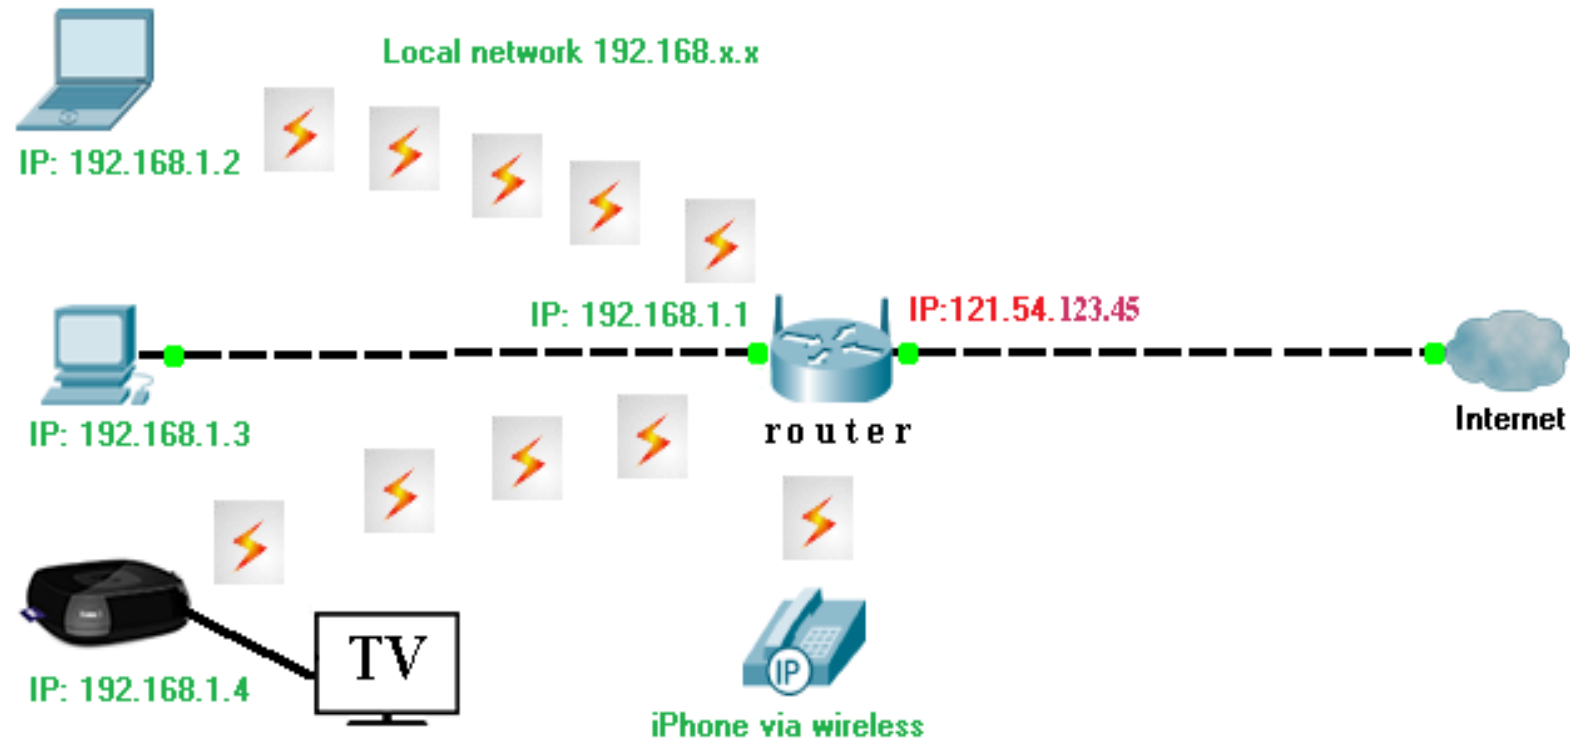 Local network 192.168.x.x
IP: 192.168.1.2
IP: 192.168.1.1
IP:121.54.123.45
IP: 192.168.1.3
router
Internet
IP: 192.168.1.4
TV
IP
iPhone via wireless